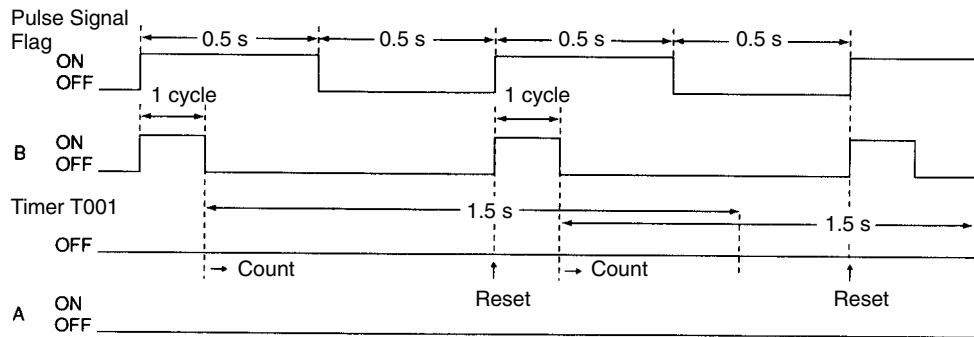 Pulse Signal
Flag
0.5 s 0.5 s 0.5 s 0.5 s
ON
OFF
1 cycle 1 cycle
B
ON
OFF
Timer T001
1.5 s
1.5 s
OFF
Count Count
Reset Reset
A
ON
OFF